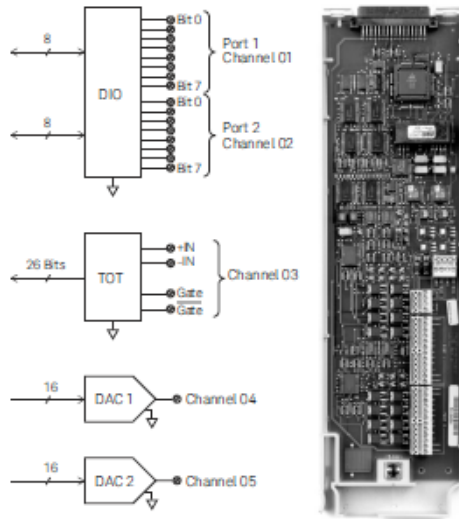 8
DIO
Bit 0
Port 1
Channel 01
Bit 7
Bit 0
8
Port 2
Channel 02
Bit 7
26 Bits
TOT
+IN
–IN
Channel 03
Gate
Gate
16
DAC 1
Channel 04
16
DAC 2
Channel 05